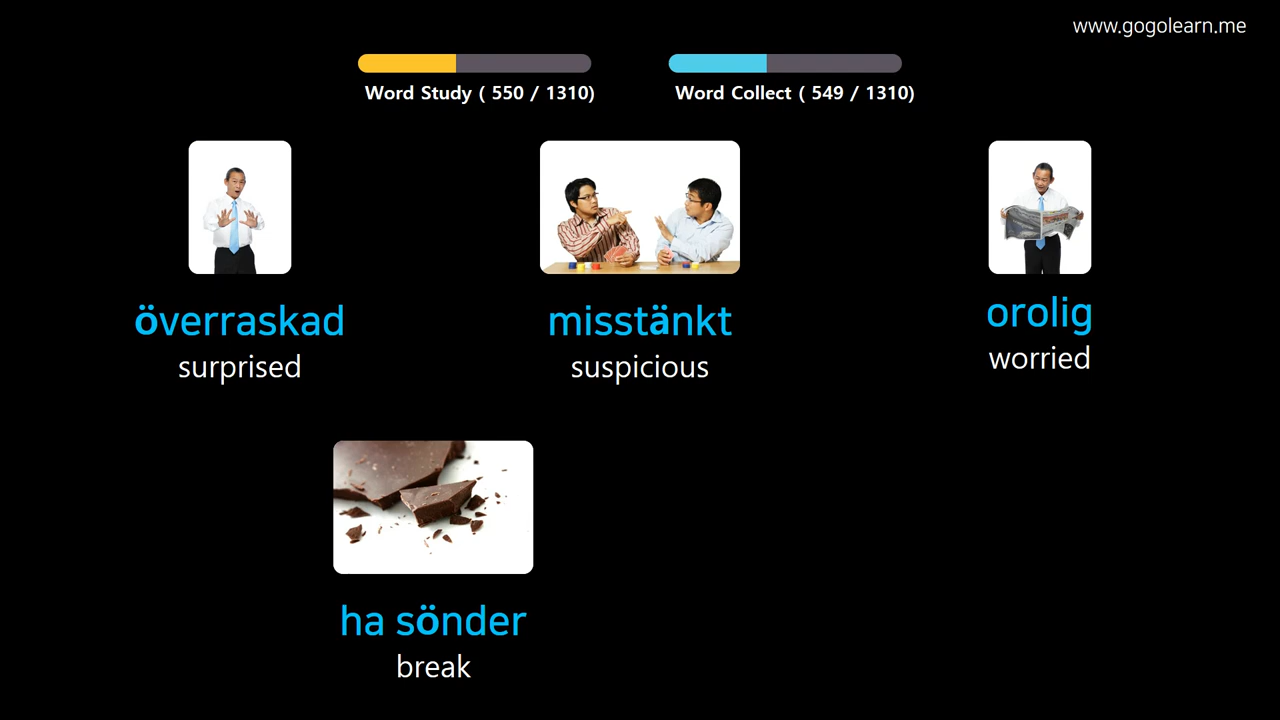 www.gogolearn.me
Word Study ( 550 / 1310)
Word Collect ( 549 / 1310)
överraskad
surprised
misstänkt
suspicious
orolig
worried
ha sönder
break